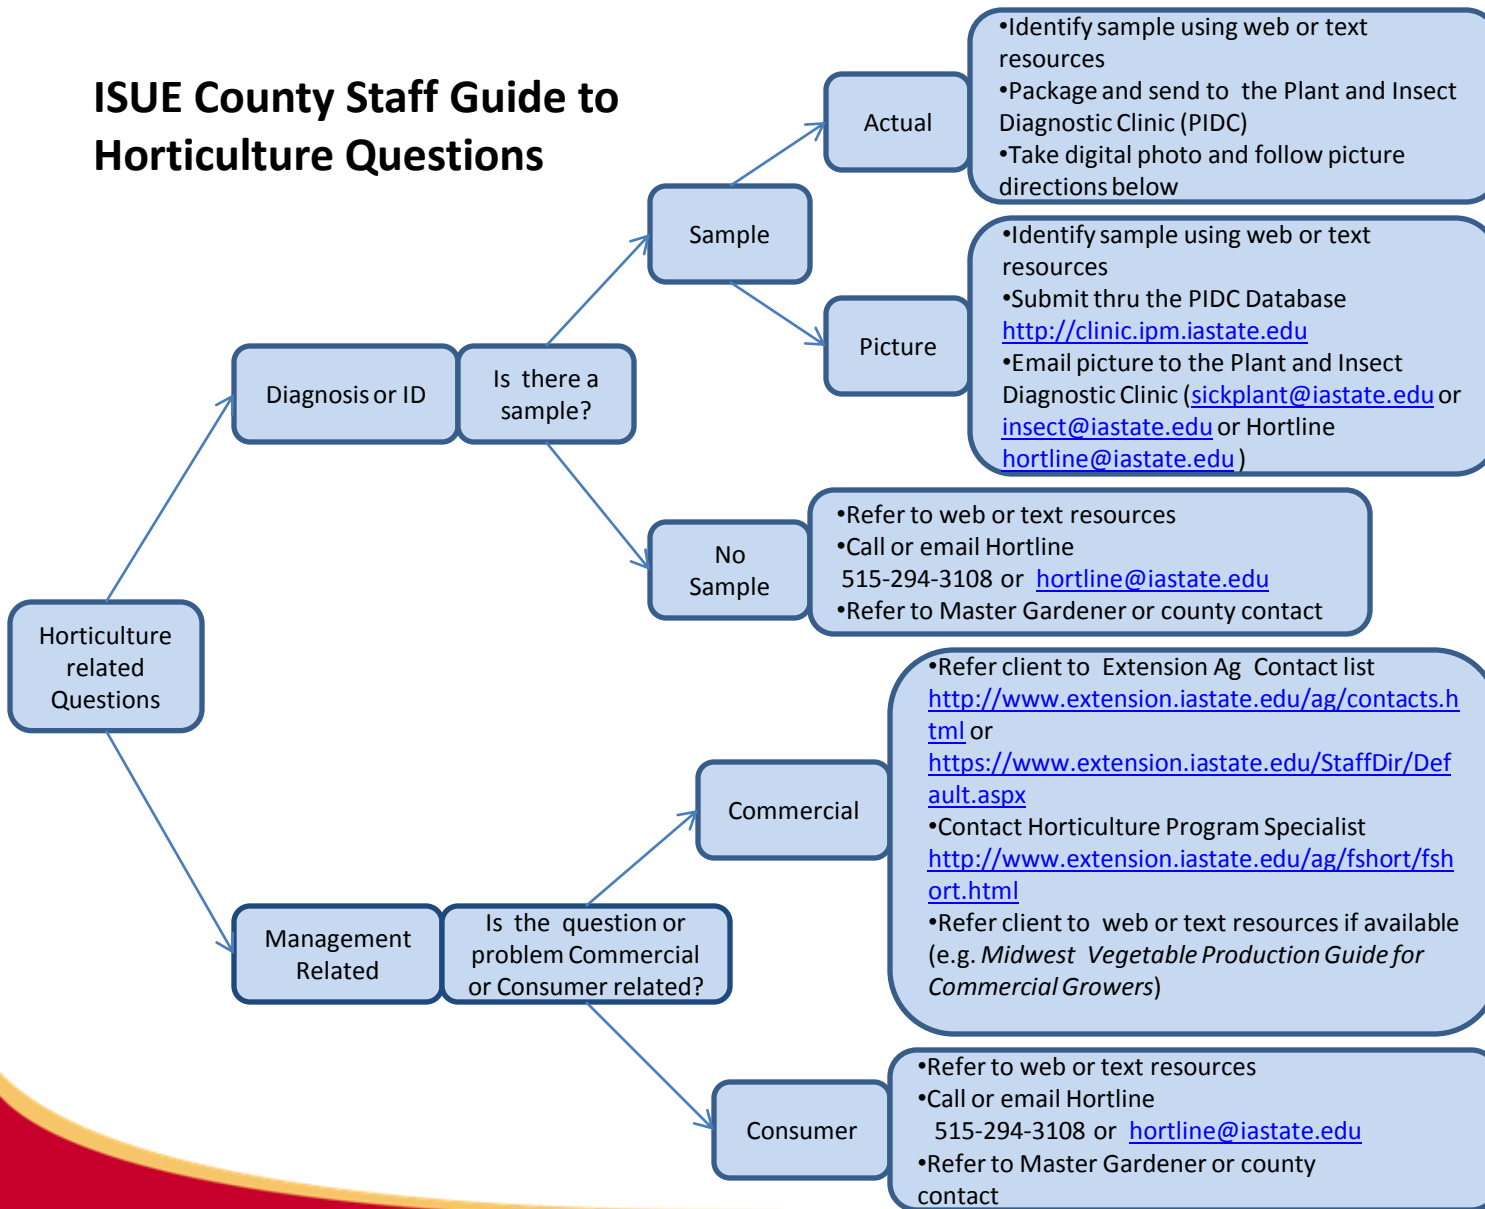 ISUE County Staff Guide to
Horticulture Questions
Horticulture
related
Questions
Diagnosis or ID
Is there a
sample?
Sample
Actual
•Identify sample using web or text
resources
•Package and send to the Plant and Insect
Diagnostic Clinic (PIDC)
•Take digital photo and follow picture
directions below
Picture
•Identify sample using web or text
resources
•Submit thru the PIDC Database
http://clinic.ipm.iastate.edu
•Email picture to the Plant and Insect
Diagnostic Clinic (sickplant@iastate.edu or
insect@iastate.edu or Hortline
hortline@iastate.edu)
No
Sample
•Refer to web or text resources
•Call or email Hortline
515-294-3108 or hortline@iastate.edu
•Refer to Master Gardener or county contact
Management
Related
Is the question or
problem Commercial
or Consumer related?
Commercial
•Refer client to Extension Ag Contact list
http://www.extension.iastate.edu/ag/contacts.h
tml or
https://www.extension.iastate.edu/StaffDir/Def
ault.aspx
•Contact Horticulture Program Specialist
http://www.extension.iastate.edu/ag/fshort/fsh
ort.html
•Refer client to web or text resources if available
(e.g. Midwest Vegetable Production Guide for
Commercial Growers)
Consumer
•Refer to web or text resources
•Call or email Hortline
515-294-3108 or hortline@iastate.edu
•Refer to Master Gardener or county
contact